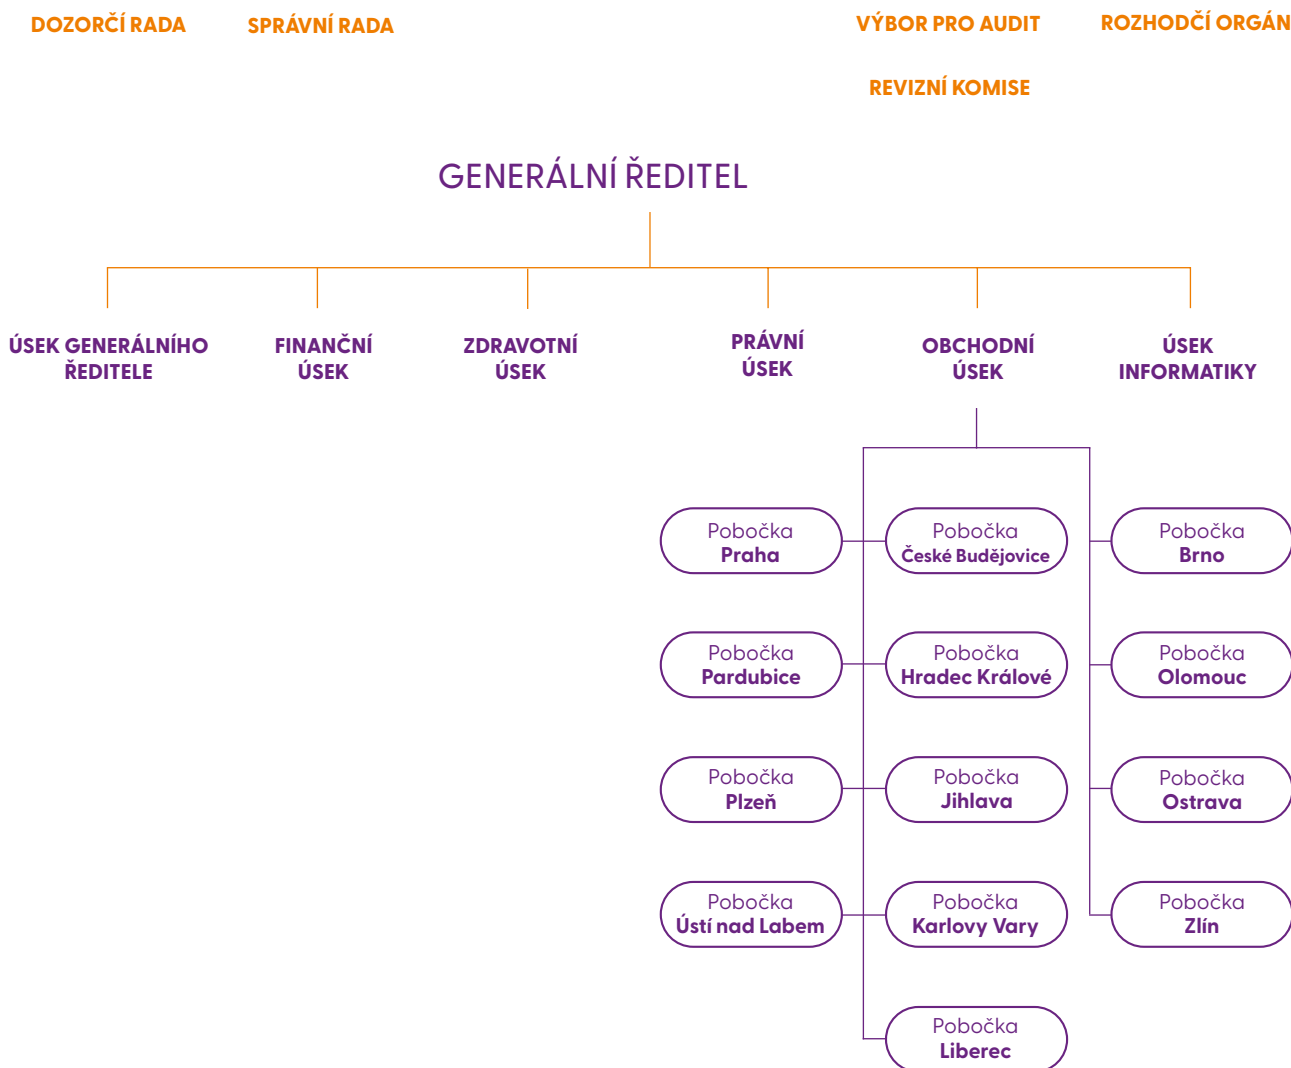 DOZORČÍ RADA
SPRÁVNÍ RADA
VÝBOR PRO AUDIT
ROZHODČÍ ORGÁN
REVIZNÍ KOMISE
GENERÁLNÍ ŘEDITEL
ÚSEK GENERÁLNÍHO
ŘEDITELE
FINANČNÍ
ÚSEK
ZDRAVOTNÍ
ÚSEK
PRÁVNÍ
ÚSEK
OBCHODNÍ
ÚSEK
ÚSEK
INFORMATIKY
Pobočka
Praha
Pobočka
České Budějovice
Pobočka
Brno
Pobočka
Pardubice
Pobočka
Hradec Králové
Pobočka
Olomouc
Pobočka
Plzeň
Pobočka
Jihlava
Pobočka
Ostrava
Pobočka
Ústí nad Labem
Pobočka
Karlovy Vary
Pobočka
Zlín
Pobočka
Liberec